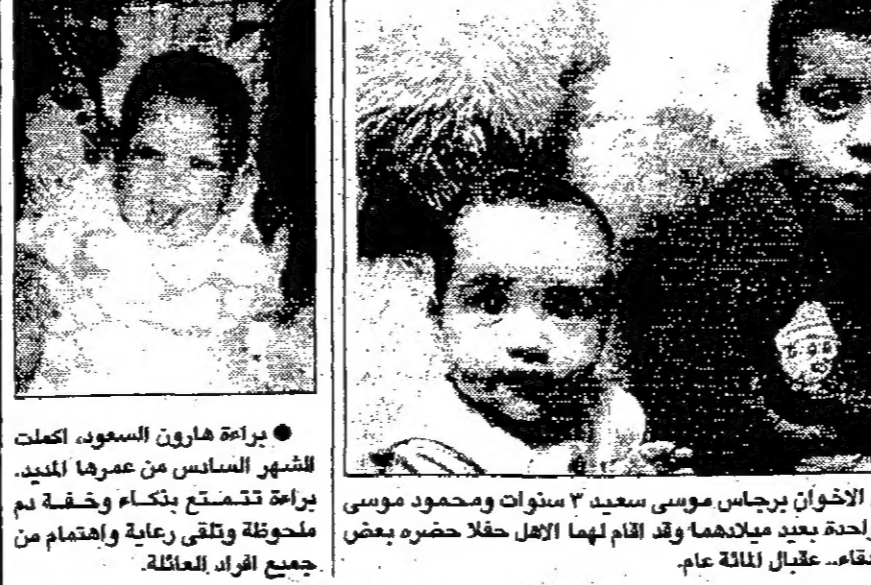 الاخوان برجاس موسى سعيد ٣ سنوات ومحمود موسى
احدة بعيد ميلادهما وقد اقام لهما الاهل حفلا حضره بعض
قاء.. عقبال المائة عام.
● براءة هارون السعود، اكملت
الشهر السادس من عمرها المديد.
براءة تتمتع بذكاء وخفة دم
ملحوظة وتلقى رعاية واهتمام من
جميع افراد العائلة.